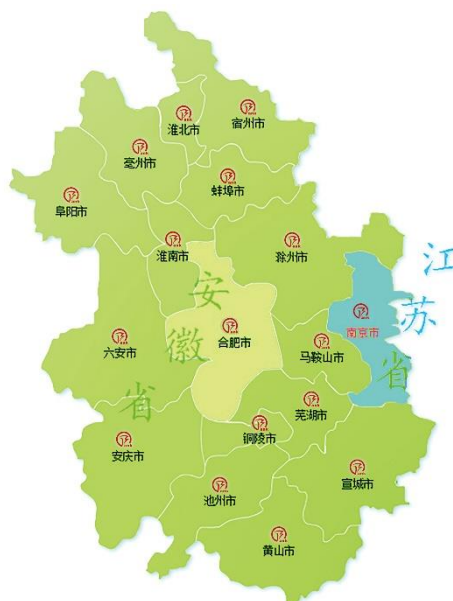 淮北市
宿州市
亳州市
蚌埠市
阜阳市
淮南市
滁州市
江苏省
安徽省
南京市
合肥市
马鞍山市
六安市
芜湖市
铜陵市
安庆市
宣城市
池州市
黄山市